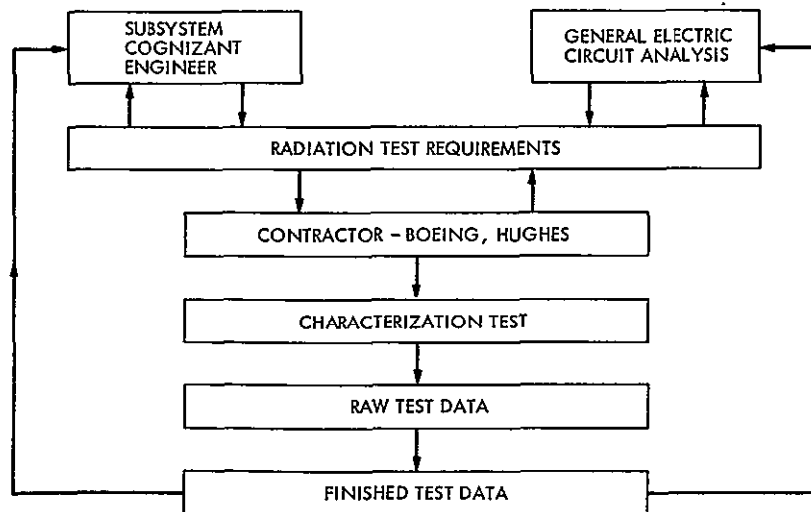 SUBSYSTEM
COGNIZANT
ENGINEER
GENERAL ELECTRIC
CIRCUIT ANALYSIS
RADIATION TEST REQUIREMENTS
CONTRACTOR - BOEING, HUGHES
CHARACTERIZATION TEST
RAW TEST DATA
FINISHED TEST DATA